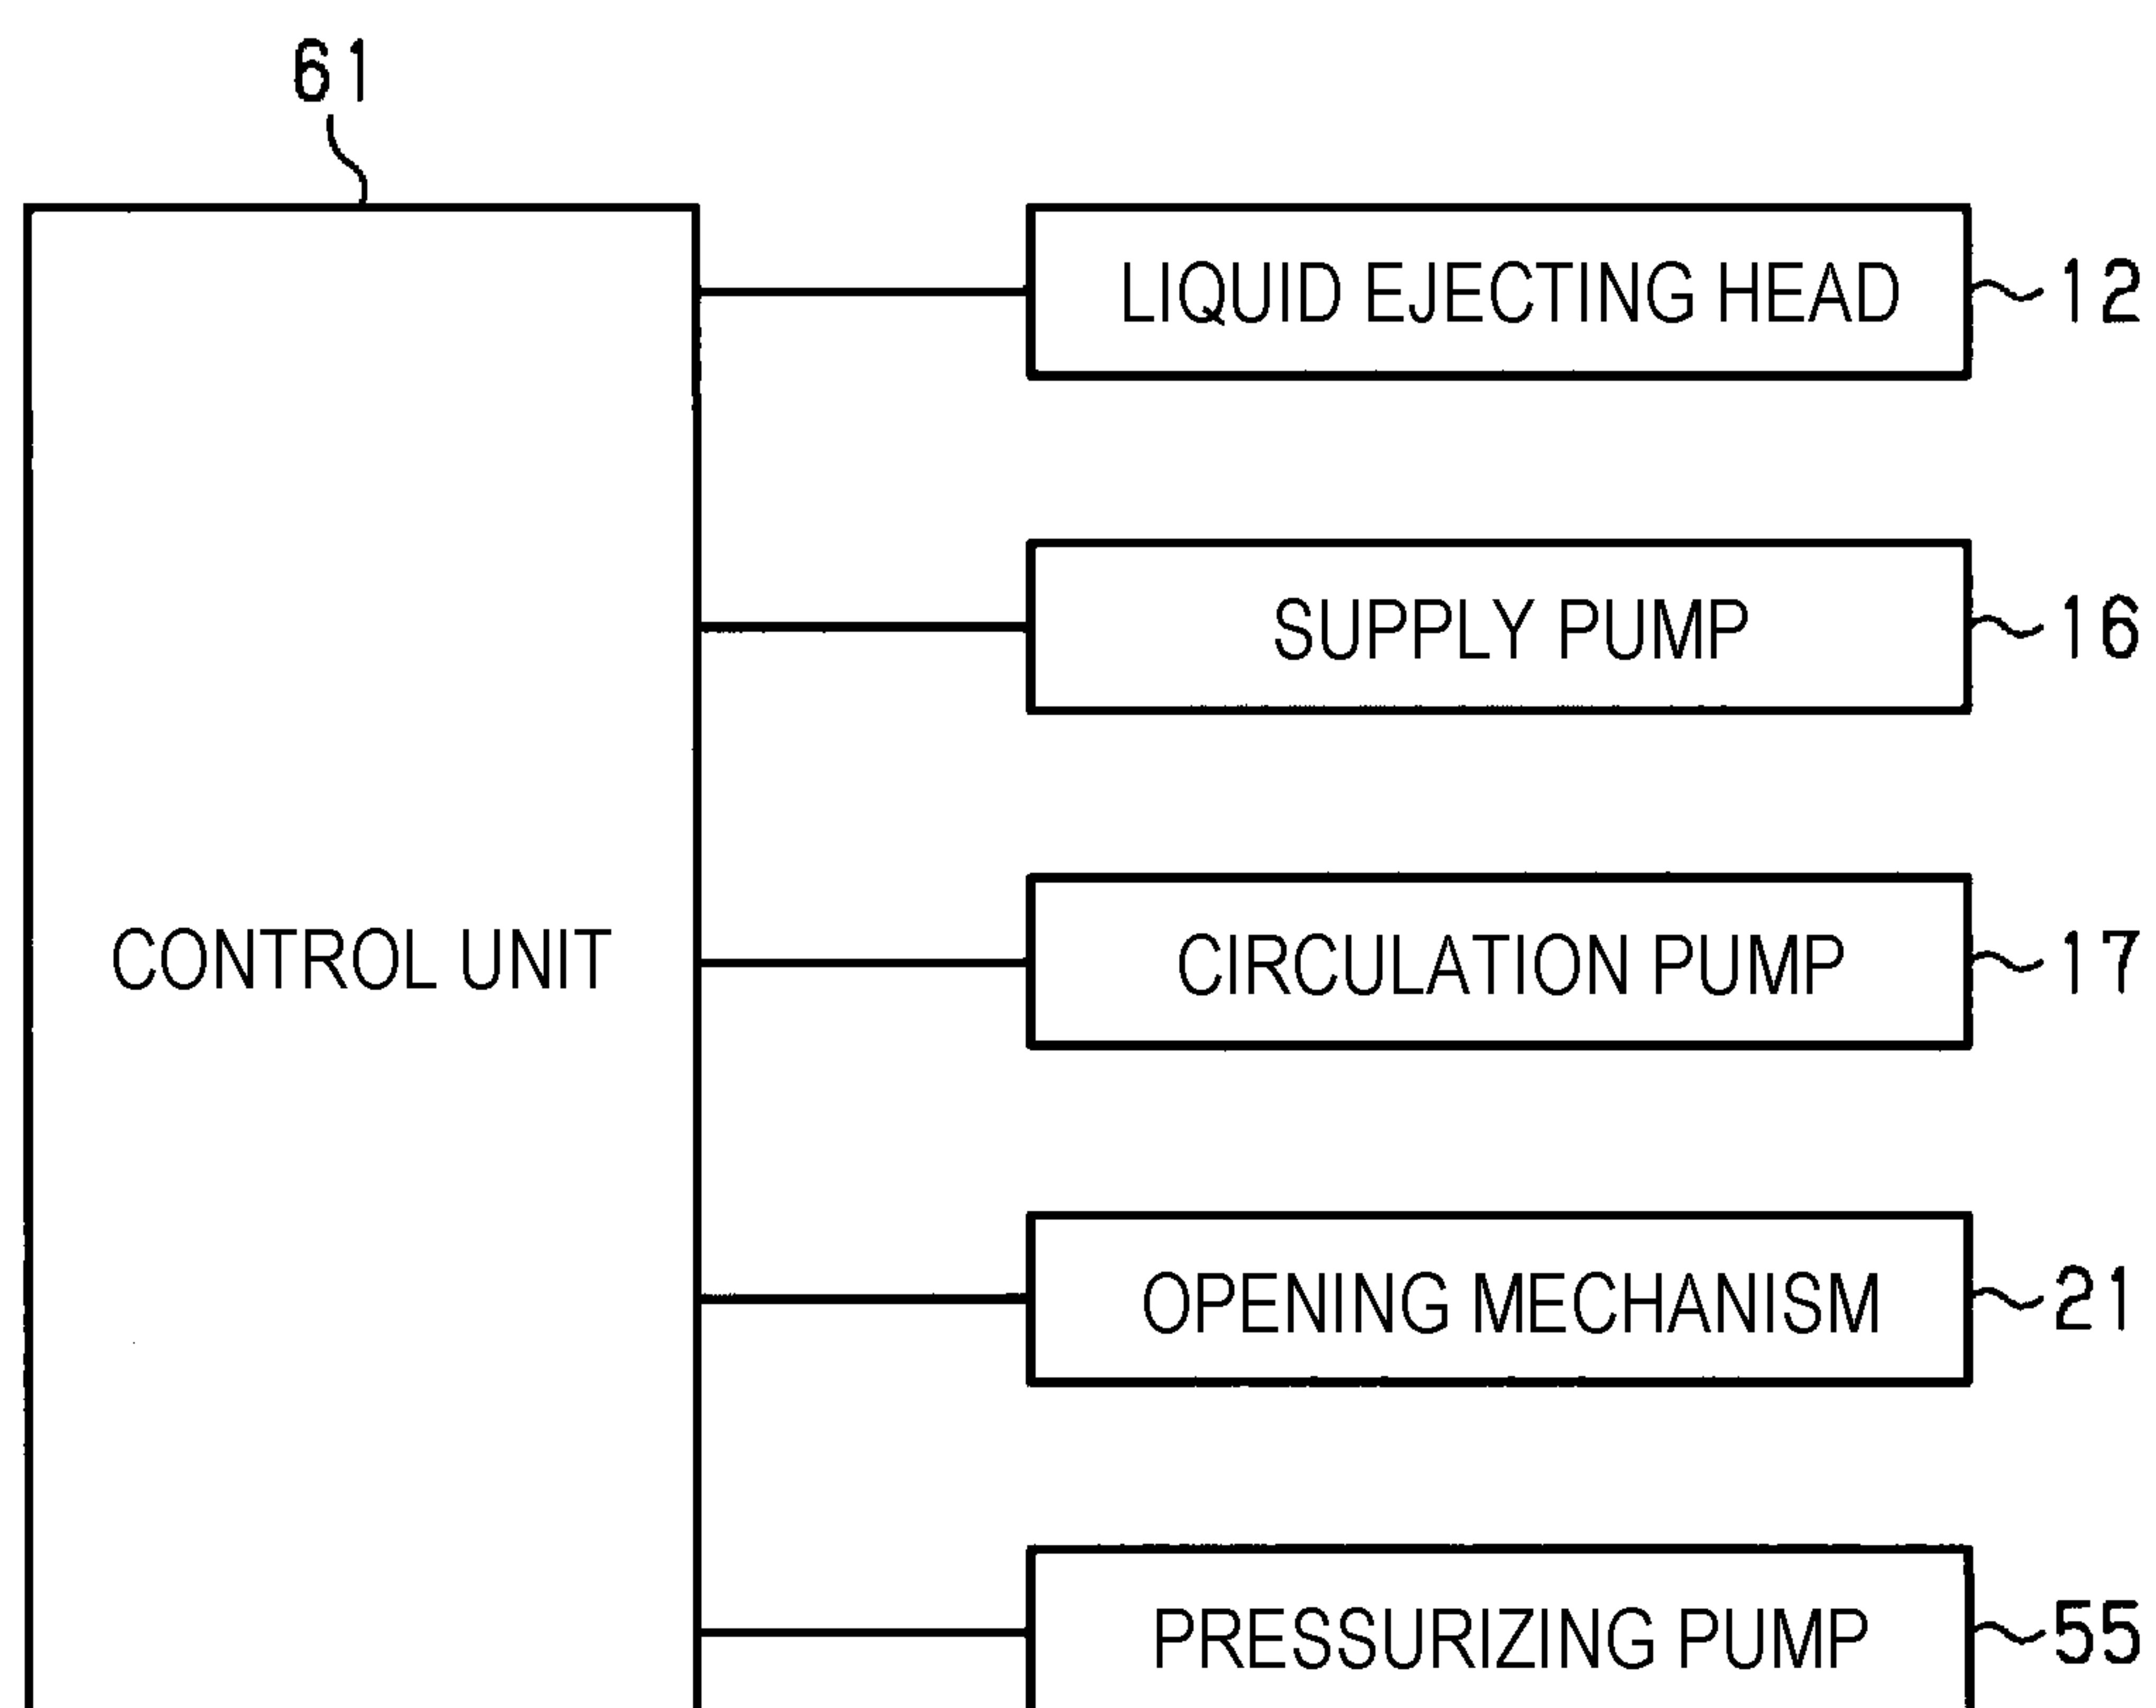 61
LIQUID EJECTING HEAD 12
SUPPLY PUMP 16
CONTROL UNIT
CIRCULATION PUMP 17
OPENING MECHANISM 21
PRESSURIZING PUMP 55